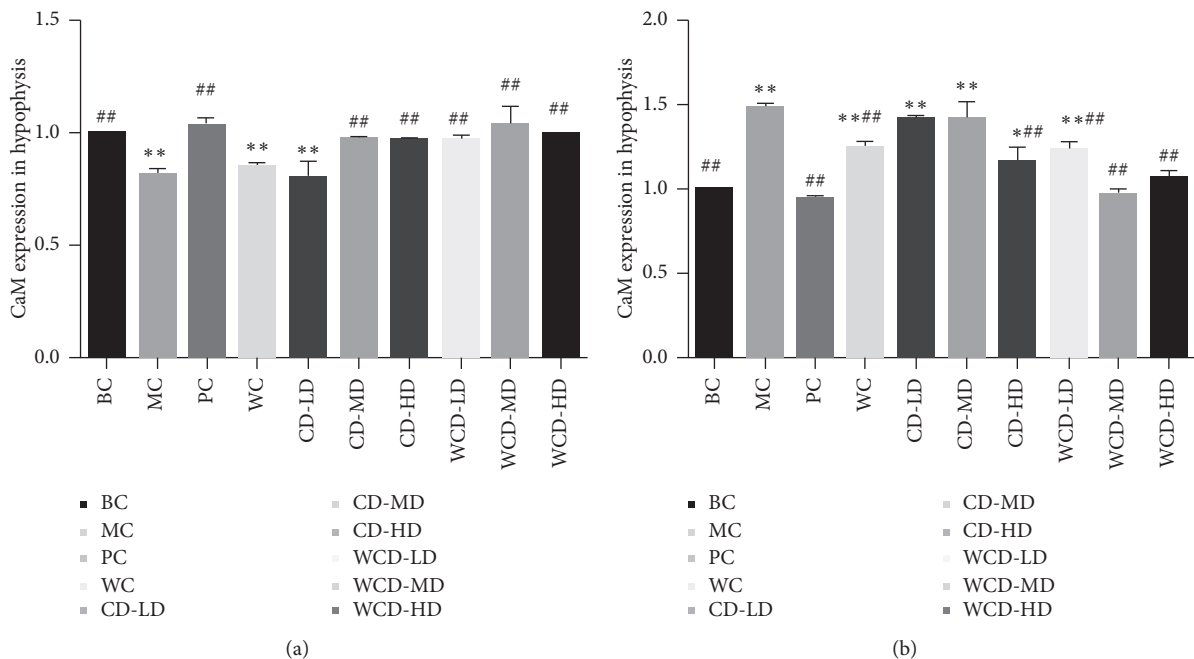 CaM expression in hypophysis
1.5
1.0
0.5
0.0
##
**
##
**
**
##
##
##
##
##
BC
MC
PC
WC
CD-LD
CD-MD
CD-HD
WCD-LD
WCD-MD
WCD-HD
BC
MC
PC
WC
CD-LD
CD-MD
CD-HD
WCD-LD
WCD-MD
WCD-HD
(a)
CaM expression in hypophysis
2.0
1.5
1.0
0.5
0.0
##
**
##
**##
**
**
*##
**##
##
##
BC
MC
PC
WC
CD-LD
CD-MD
CD-HD
WCD-LD
WCD-MD
WCD-HD
BC
MC
PC
WC
CD-LD
CD-MD
CD-HD
WCD-LD
WCD-MD
WCD-HD
(b)